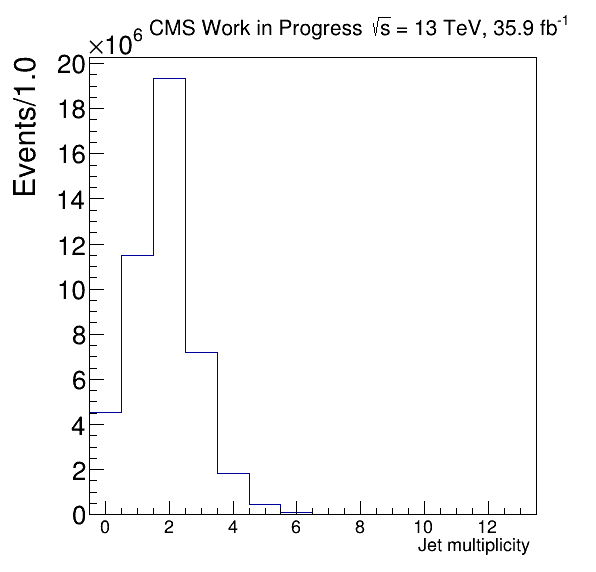 ×10⁶ CMS Work in Progress √s = 13 TeV, 35.9 fb⁻¹
Events/1.0
20
18
16
14
12
10
8
6
4
2
0
0 2 4 6 8 10 12
Jet multiplicity